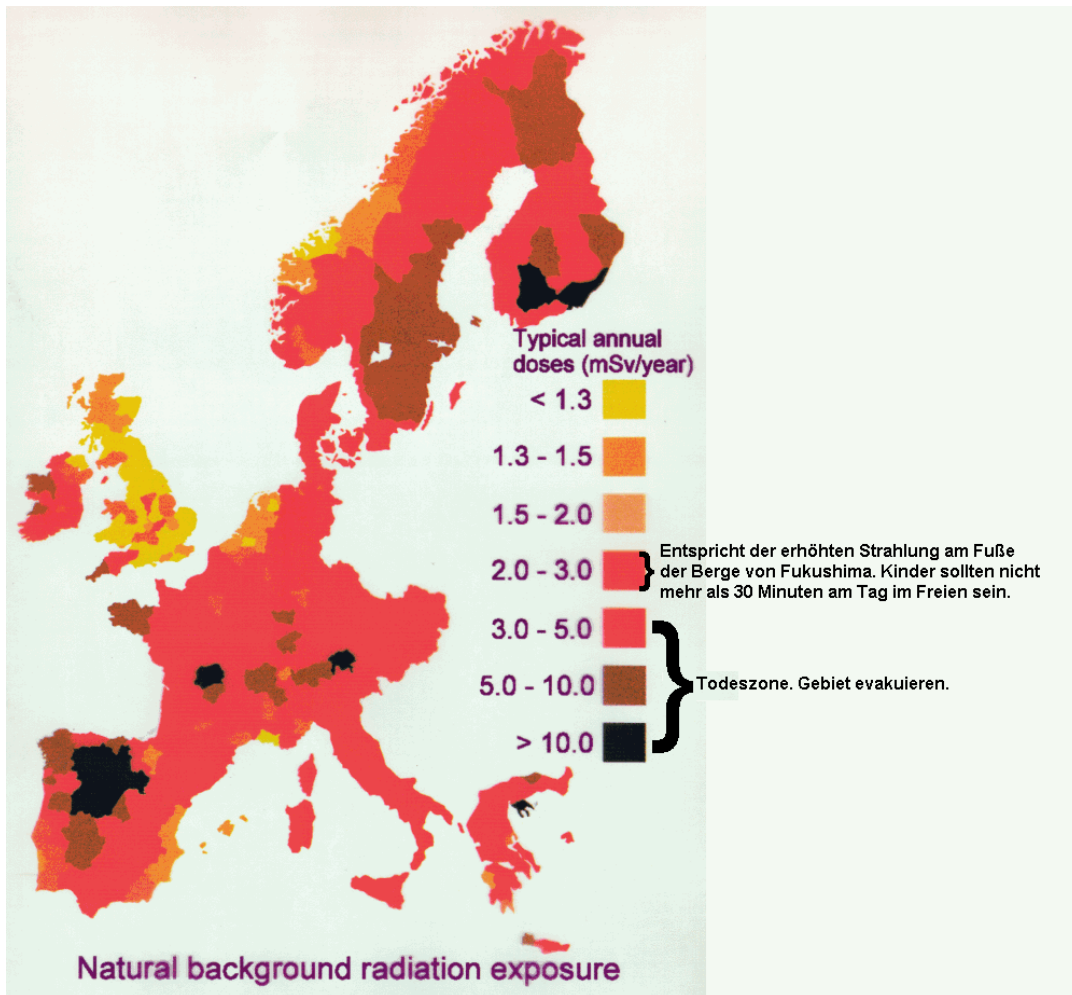 Typical annual
doses (mSv/year)
< 1.3
1.3 - 1.5
1.5 - 2.0
2.0 - 3.0
Entspricht der erhöhten Strahlung am Fuße
der Berge von Fukushima. Kinder sollten nicht
mehr als 30 Minuten am Tag im Freien sein.
3.0 - 5.0
5.0 - 10.0
Todeszone. Gebiet evakuieren.
> 10.0
Natural background radiation exposure